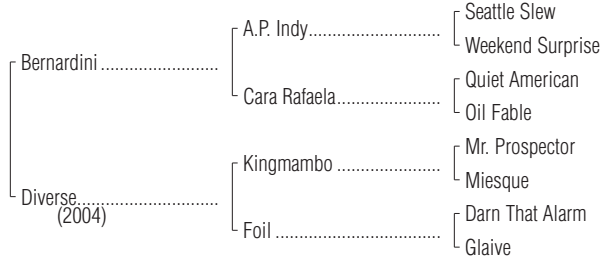 Seattle Slew
A.P. Indy
Weekend Surprise
Bernardini
Quiet American
Cara Rafaela
Oil Fable
Mr. Prospector
Kingmambo
Miesque
Diverse
(2004)
Darn That Alarm
Foil
Glaive